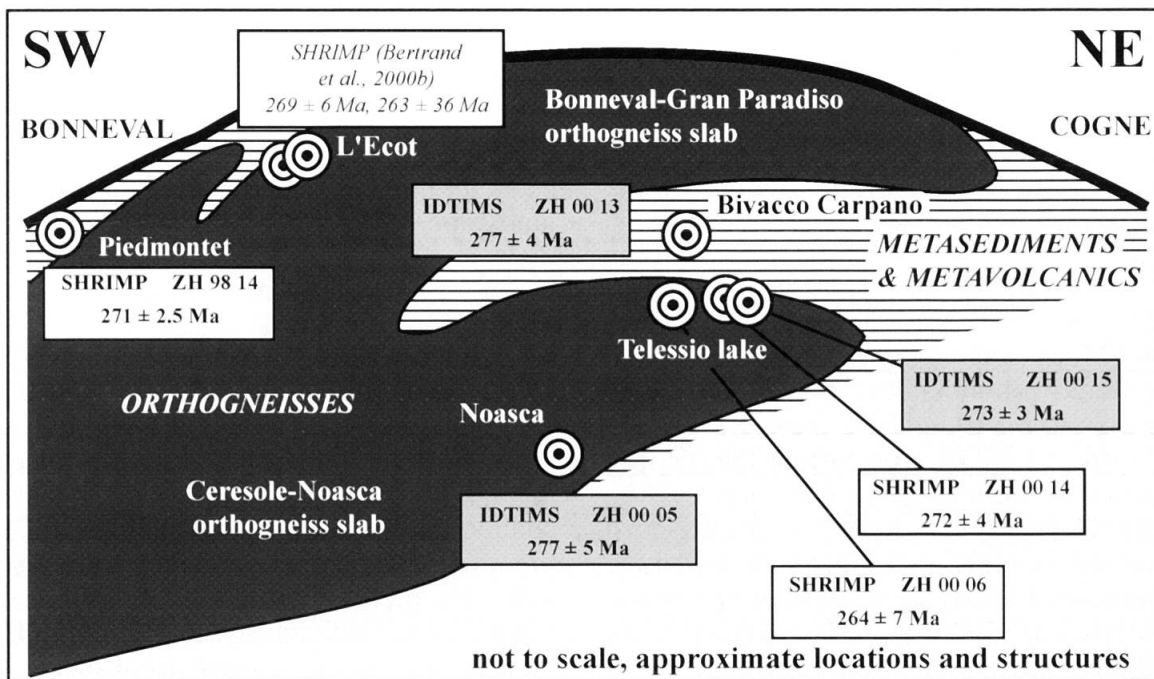 SW
NE
SHRIMP (Bertrand
et al., 2000b)
269 ± 6 Ma, 263 ± 36 Ma
BONNEVAL
COGNE
Bonneval-Gran Paradiso
orthogneiss slab
L'Ecot
IDTIMS ZH 00 13
277 ± 4 Ma
Bivacco Carpano
Piedmontet
METASEDIMENTS
& METAVOLCANICS
SHRIMP ZH 98 14
271 ± 2.5 Ma
Telessio lake
ORTHOGNEISSES
Noasca
IDTIMS ZH 00 15
273 ± 3 Ma
Ceresole-Noasca
orthogneiss slab
IDTIMS ZH 00 05
277 ± 5 Ma
SHRIMP ZH 00 14
272 ± 4 Ma
SHRIMP ZH 00 06
264 ± 7 Ma
not to scale, approximate locations and structures